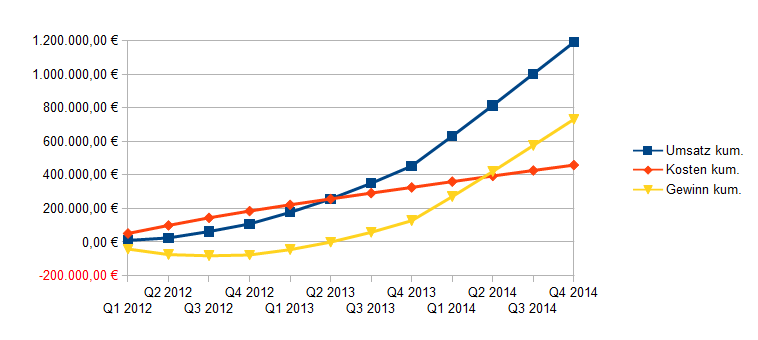 1.200.000,00 €
1.000.000,00 €
800.000,00 €
600.000,00 €
400.000,00 €
200.000,00 €
0,00 €
-200.000,00 €
Q2 2012 Q4 2012 Q2 2013 Q4 2013 Q2 2014 Q4 2014
Q1 2012 Q3 2012 Q1 2013 Q3 2013 Q1 2014 Q3 2014
Umsatz kum.
Kosten kum.
Gewinn kum.